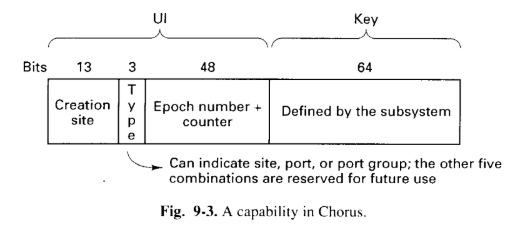 UI Key
Bits 13 3 48 64
Creation site
Type
Epoch number + counter
Defined by the subsystem
Can indicate site, port, or port group; the other five
combinations are reserved for future use
Fig. 9-3. A capability in Chorus.